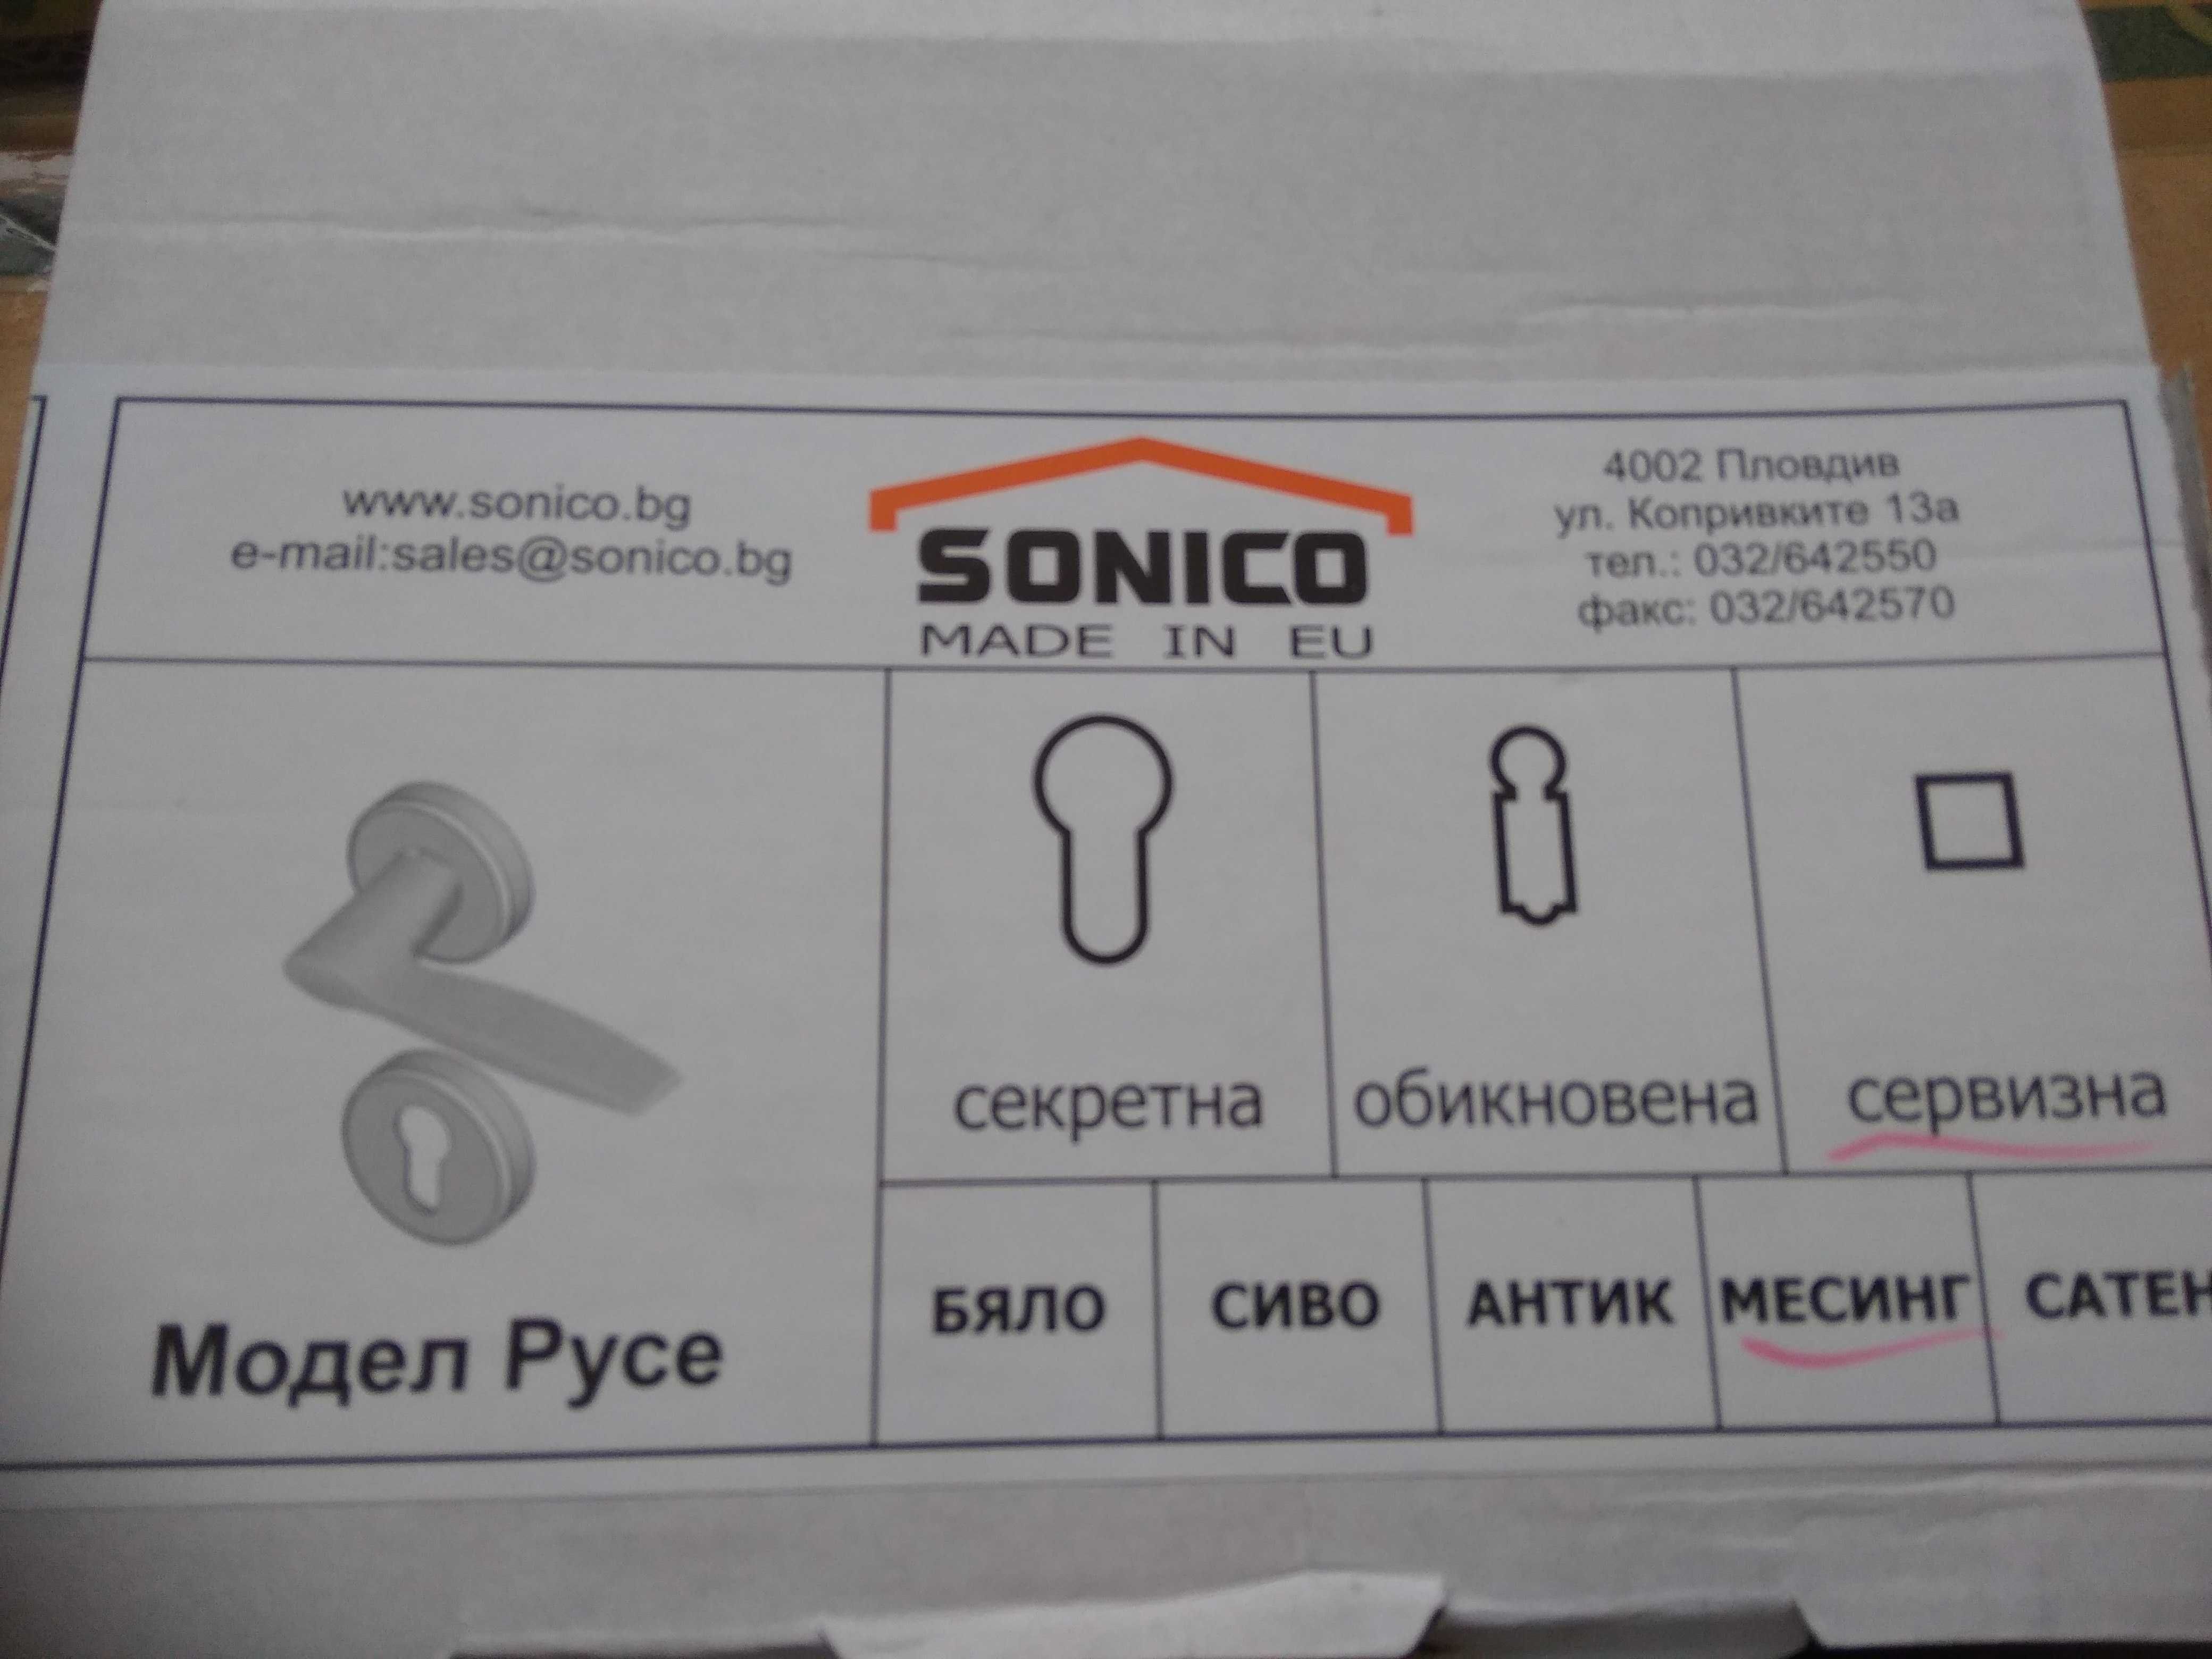 www.sonico.bg
e-mail:sales@sonico.bg
SONICO
MADE IN EU
4002 Пловдив
ул. Копривките 13а
тел.: 032/642550
факс: 032/642570
секретна
обикновена
сервизна
Модел Русе
БЯЛО
СИВО
АНТИК
МЕСИНГ
САТЕН